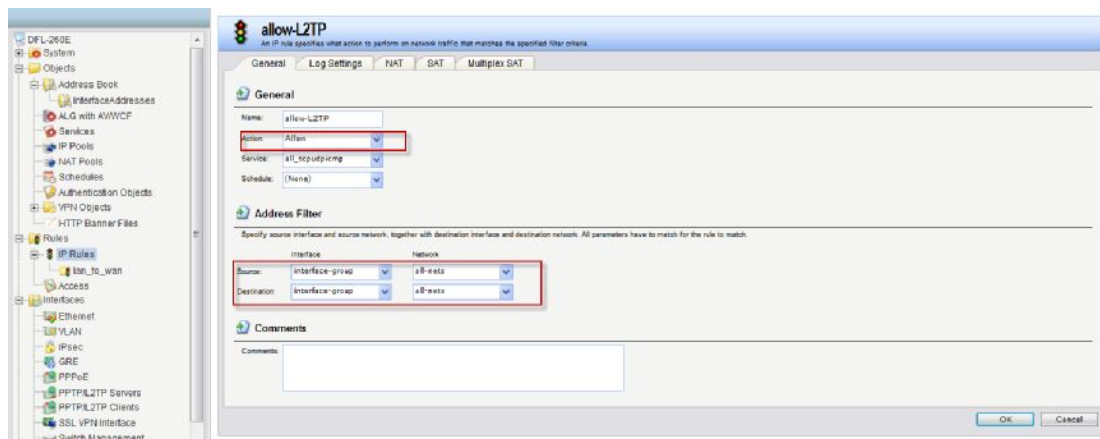 DFL-260E
System
Objects
Address Book
InterfaceAddresses
ALG with AV/WCF
Services
IP Pools
NAT Pools
Schedules
Authentication Objects
VPN Objects
HTTP Banner Files
Rules
IP Rules
lan_to_wan
Access
Interfaces
Ethernet
VLAN
IPsec
GRE
PPPoE
PPTP/L2TP Servers
PPTP/L2TP Clients
SSL VPN Interface
Switch Management
allow-L2TP
An IP rule specifies what action to perform on network traffic that matches the specified filter criteria.
General Log Settings NAT SAT Multiplex SAT
General
Name: allow-L2TP
Action: Allow
Service: all_tcpudpicmp
Schedule: (None)
Address Filter
Specify source interface and source network, together with destination interface and destination network. All parameters have to match for the rule to match.
Interface Network
Source: interface-group all-nets
Destination: interface-group all-nets
Comments
Comments:
OK Cancel